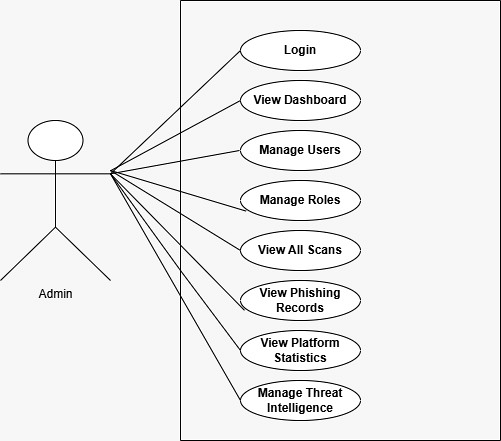 Login
View Dashboard
Manage Users
Manage Roles
View All Scans
View Phishing
Records
Admin
View Platform
Statistics
Manage Threat
Intelligence